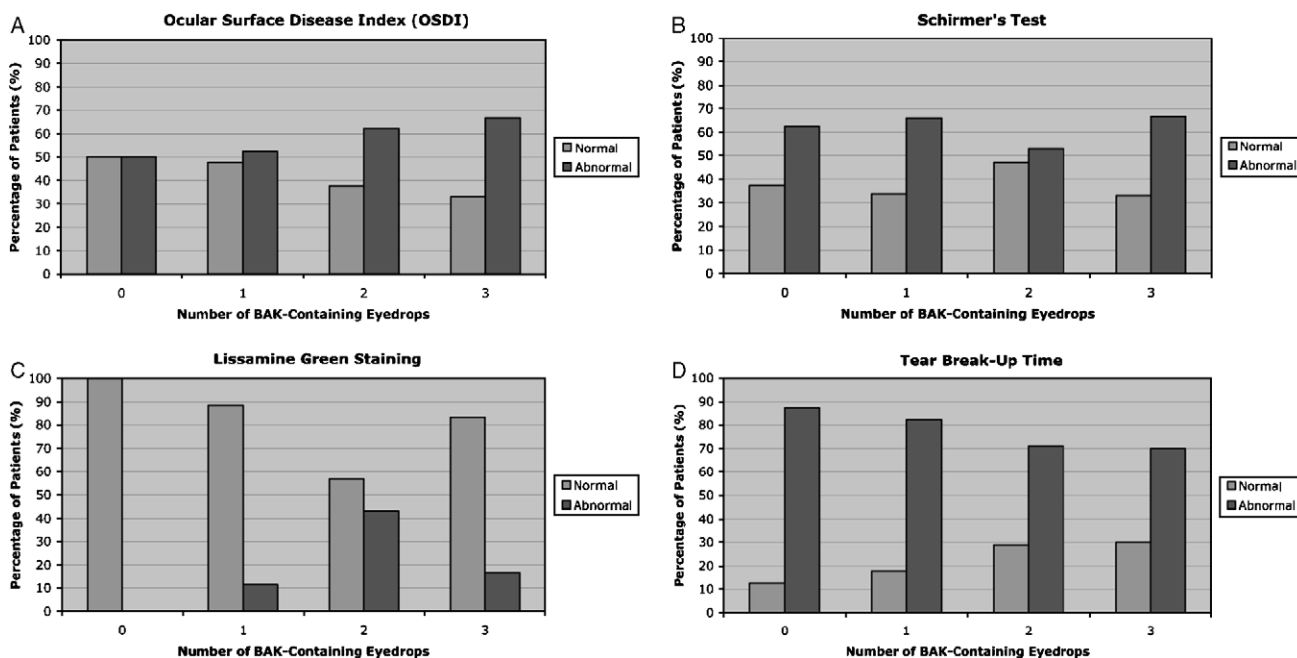 A
Ocular Surface Disease Index (OSDI)
Percentage of Patients (%)
100
90
80
70
60
50
40
30
20
10
0
0 1 2 3
Number of BAK-Containing Eyedrops
Normal
Abnormal
B
Schirmer's Test
Percentage of Patients (%)
100
90
80
70
60
50
40
30
20
10
0
0 1 2 3
Number of BAK-Containing Eyedrops
Normal
Abnormal
C
Lissamine Green Staining
Percentage of Patients (%)
100
90
80
70
60
50
40
30
20
10
0
0 1 2 3
Number of BAK-Containing Eyedrops
Normal
Abnormal
D
Tear Break-Up Time
Percentage of Patients (%)
100
90
80
70
60
50
40
30
20
10
0
0 1 2 3
Number of BAK-Containing Eyedrops
Normal
Abnormal